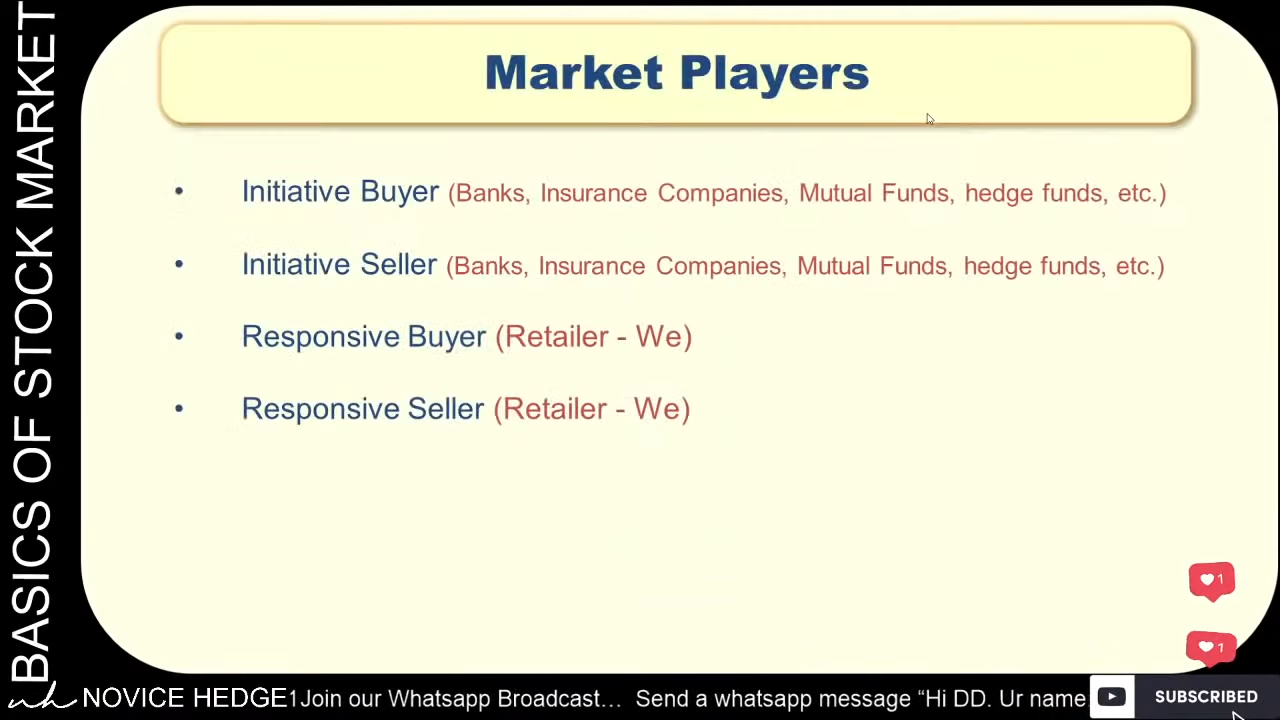 BASICS OF STOCK MARKET
Market Players
• Initiative Buyer (Banks, Insurance Companies, Mutual Funds, hedge funds, etc.)
• Initiative Seller (Banks, Insurance Companies, Mutual Funds, hedge funds, etc.)
• Responsive Buyer (Retailer - We)
• Responsive Seller (Retailer - We)
1
1
nh NOVICE HEDGE1Join our Whatsapp Broadcast... Send a whatsapp message “Hi DD. Ur name.
SUBSCRIBED